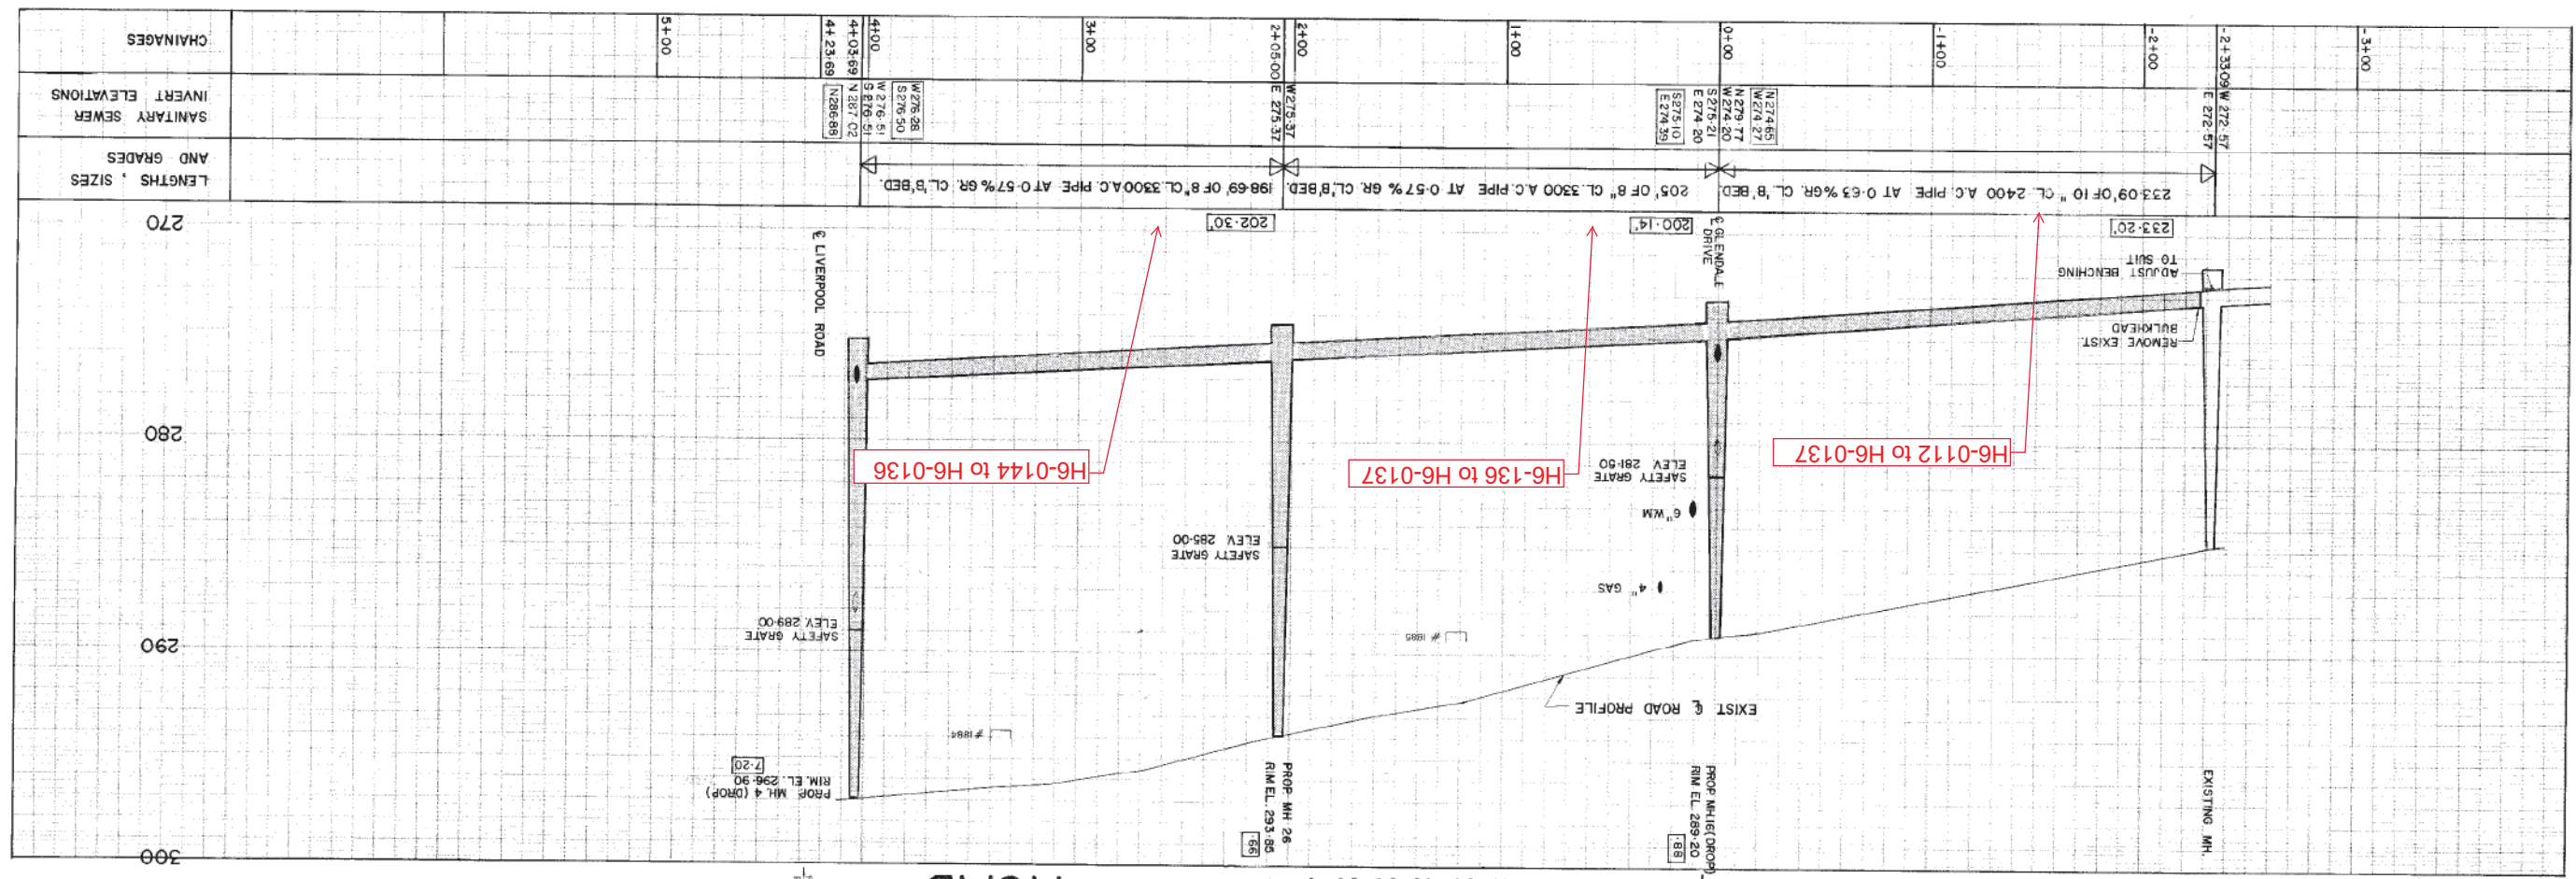 300
290
280
270
PROP. MH. 4 (DROP)
RIM. EL. 296·90
7·20
PROP. MH 26
RIM EL. 293·85
·66
PROP. MH.16 (DROP)
RIM EL. 289·20
·88
EXISTING MH.
EXIST. ℄ ROAD PROFILE
# 1884
# 1885
SAFETY GRATE
ELEV. 289·00
SAFETY GRATE
ELEV. 285·00
SAFETY GRATE
ELEV. 281·50
4" GAS
6" WM
H6-0112 to H6-0137
H6-136 to H6-0137
H6-0144 to H6-0136
REMOVE EXIST.
BULKHEAD
ADJUST BENCHING
TO SUIT
℄ LIVERPOOL ROAD
℄ GLENDALE
DRIVE
233·20'
200·14'
202·30'
LENGTHS , SIZES
AND GRADES
233·09' OF 10" CL. 2400 A.C. PIPE AT 0·63% GR. CL. 'B' BED.
205' OF 8" CL. 3300 A.C. PIPE AT 0·57% GR. CL. 'B' BED.
198·69' OF 8" CL. 3300 A.C. PIPE AT 0·57% GR. CL. 'B' BED.
SANITARY SEWER
INVERT ELEVATIONS
N286·88
N 287·02
W 276·51
S 276·51
W276·28
S276·50
W 275·37
E 275·37
S275·10
E 274·39
N 279·77
W 274·20
S 275·21
E 274·20
N 274·65
W274·27
W 272·57
E 272·57
CHAINAGES
5+00
4+23·69
4+03·69
4+00
3+00
2+05·00
2+00
1+00
0+00
-1+00
-2+00
-2+33·09
-3+00